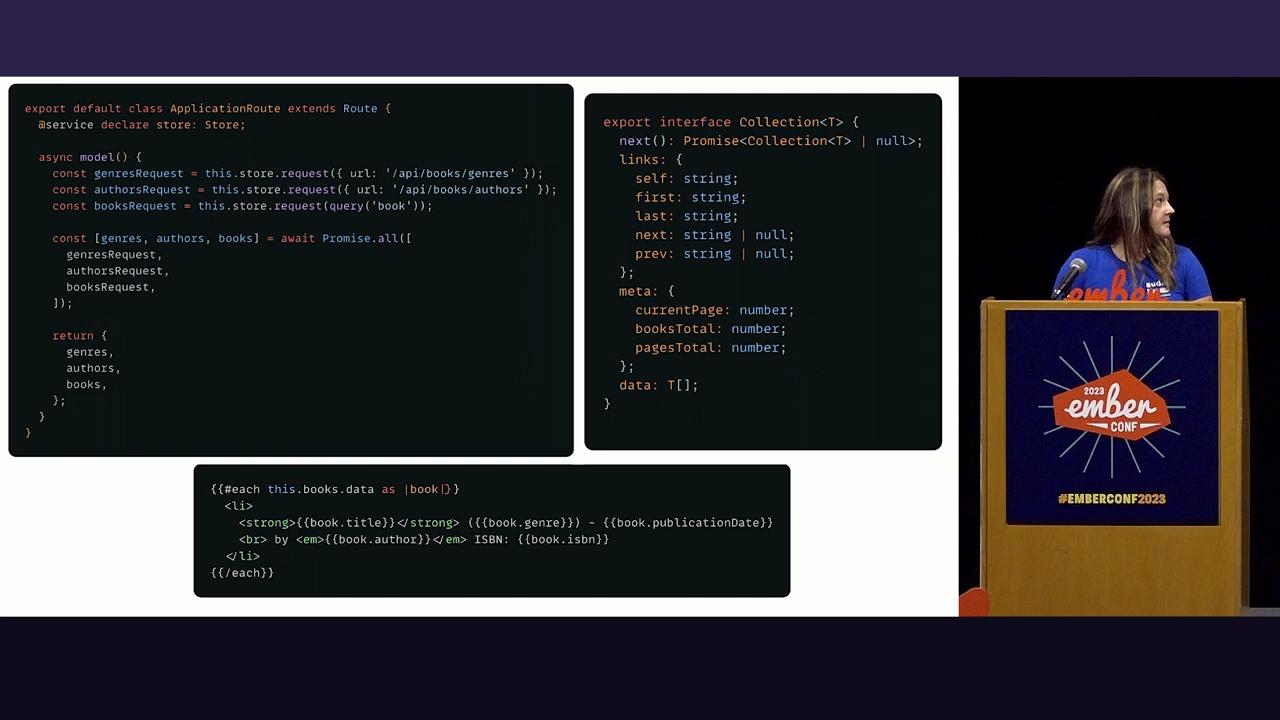 export default class ApplicationRoute extends Route {
  @service declare store: Store;

  async model() {
    const genresRequest = this.store.request({ url: '/api/books/genres' });
    const authorsRequest = this.store.request({ url: '/api/books/authors' });
    const booksRequest = this.store.request(query('book'));

    const [genres, authors, books] = await Promise.all([
      genresRequest,
      authorsRequest,
      booksRequest,
    ]);

    return {
      genres,
      authors,
      books,
    };
  }
}
export interface Collection<T> {
  next(): Promise<Collection<T> | null>;
  links: {
    self: string;
    first: string;
    last: string;
    next: string | null;
    prev: string | null;
  };
  meta: {
    currentPage: number;
    booksTotal: number;
    pagesTotal: number;
  };
  data: T[];
}
{{#each this.books.data as |book|}}
  <li>
    <strong>{{book.title}}</strong> ({{book.genre}}) - {{book.publicationDate}}
    <br> by <em>{{book.author}}</em> ISBN: {{book.isbn}}
  </li>
{{/each}}
ember
2023
ember
CONF
#EMBERCONF2023